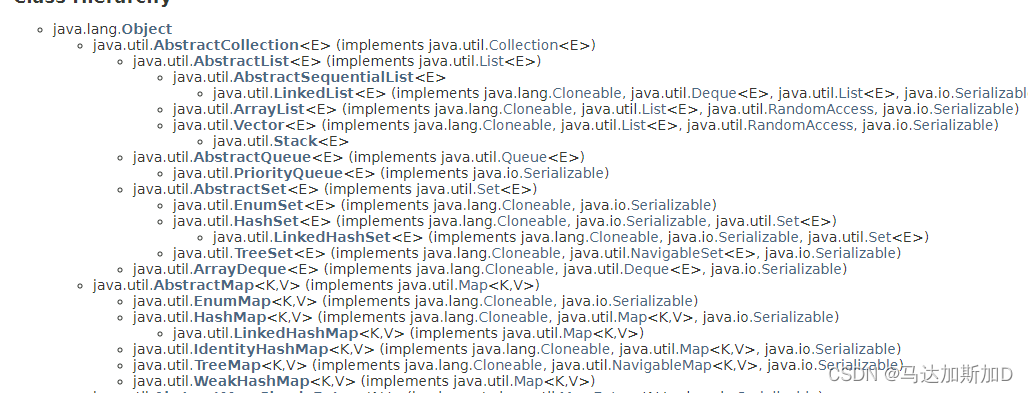 Class Hierarchy
java.lang.Object
java.util.AbstractCollection<E> (implements java.util.Collection<E>)
java.util.AbstractList<E> (implements java.util.List<E>)
java.util.AbstractSequentialList<E>
java.util.LinkedList<E> (implements java.lang.Cloneable, java.util.Deque<E>, java.util.List<E>, java.io.Serializabl
java.util.ArrayList<E> (implements java.lang.Cloneable, java.util.List<E>, java.util.RandomAccess, java.io.Serializable)
java.util.Vector<E> (implements java.lang.Cloneable, java.util.List<E>, java.util.RandomAccess, java.io.Serializable)
java.util.Stack<E>
java.util.AbstractQueue<E> (implements java.util.Queue<E>)
java.util.PriorityQueue<E> (implements java.io.Serializable)
java.util.AbstractSet<E> (implements java.util.Set<E>)
java.util.EnumSet<E> (implements java.lang.Cloneable, java.io.Serializable)
java.util.HashSet<E> (implements java.lang.Cloneable, java.io.Serializable, java.util.Set<E>)
java.util.LinkedHashSet<E> (implements java.lang.Cloneable, java.io.Serializable, java.util.Set<E>)
java.util.TreeSet<E> (implements java.lang.Cloneable, java.util.NavigableSet<E>, java.io.Serializable)
java.util.ArrayDeque<E> (implements java.lang.Cloneable, java.util.Deque<E>, java.io.Serializable)
java.util.AbstractMap<K,V> (implements java.util.Map<K,V>)
java.util.EnumMap<K,V> (implements java.lang.Cloneable, java.io.Serializable)
java.util.HashMap<K,V> (implements java.lang.Cloneable, java.util.Map<K,V>, java.io.Serializable)
java.util.LinkedHashMap<K,V> (implements java.util.Map<K,V>)
java.util.IdentityHashMap<K,V> (implements java.lang.Cloneable, java.util.Map<K,V>, java.io.Serializable)
java.util.TreeMap<K,V> (implements java.lang.Cloneable, java.util.NavigableMap<K,V>, java.io.Serializable)
java.util.WeakHashMap<K,V> (implements java.util.Map<K,V>)
CSDN @马达加斯加D